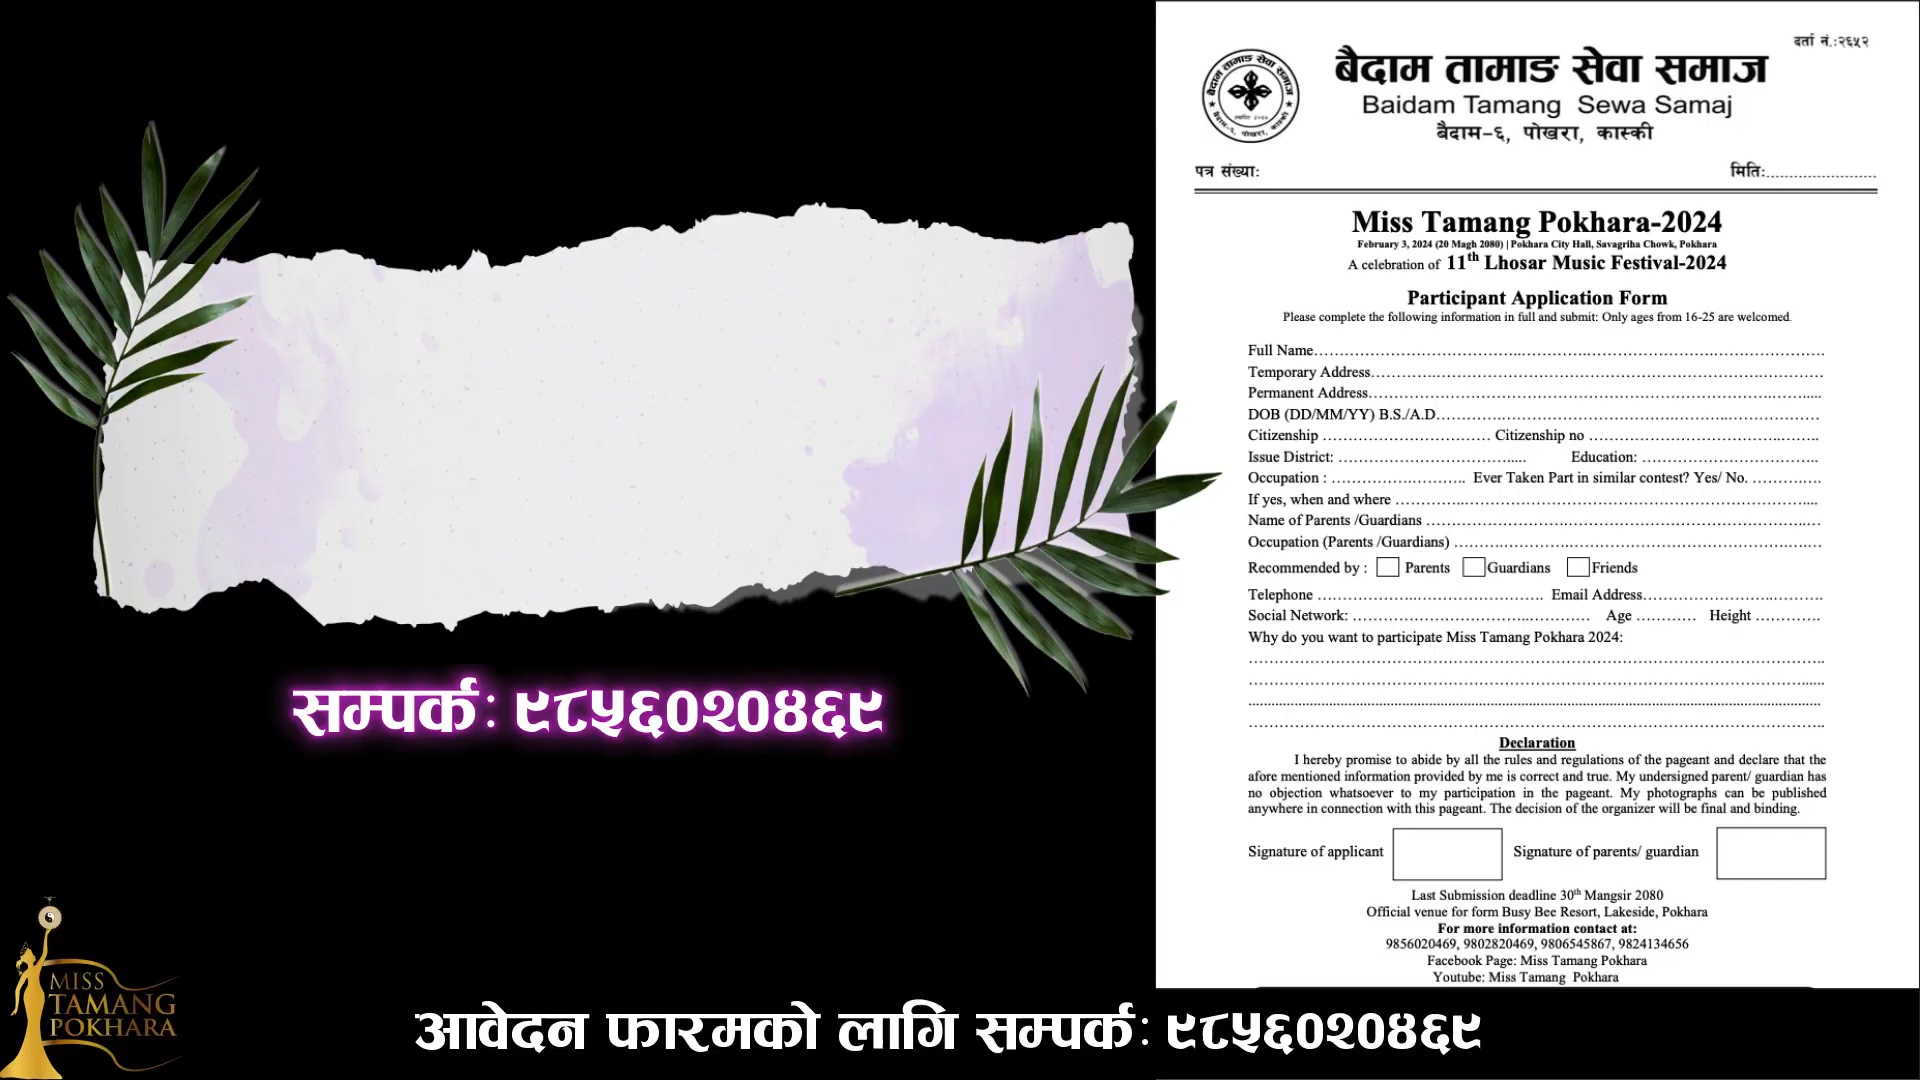 सम्पर्कः ९८५६०२०४६९
दर्ता नं.:२६५२
बैदाम तामाङ सेवा समाज
Baidam Tamang Sewa Samaj
बैदाम-६, पोखरा, कास्की
पत्र संख्याः
मितिः........................
Miss Tamang Pokhara-2024
February 3, 2024 (20 Magh 2080) | Pokhara City Hall, Savagriha Chowk, Pokhara
A celebration of 11th Lhosar Music Festival-2024
Participant Application Form
Please complete the following information in full and submit: Only ages from 16-25 are welcomed.
Full Name……………………………………………………
Temporary Address……………………………………………………
Permanent Address……………………………………………………
DOB (DD/MM/YY) B.S./A.D……………………………………………………
Citizenship …………………………… Citizenship no ……………………………
Issue District: …………………………… Education: ……………………………
Occupation : …………………… Ever Taken Part in similar contest? Yes/ No. …………
If yes, when and where ……………………………………………………
Name of Parents /Guardians ……………………………………………………
Occupation (Parents /Guardians) ……………………………………………………
Recommended by : Parents Guardians Friends
Telephone …………………………… Email Address……………………………
Social Network: …………………………… Age ………… Height …………
Why do you want to participate Miss Tamang Pokhara 2024:
Declaration
I hereby promise to abide by all the rules and regulations of the pageant and declare that the
afore mentioned information provided by me is correct and true. My undersigned parent/ guardian has
no objection whatsoever to my participation in the pageant. My photographs can be published
anywhere in connection with this pageant. The decision of the organizer will be final and binding.
Signature of applicant Signature of parents/ guardian
Last Submission deadline 30th Mangsir 2080
Official venue for form Busy Bee Resort, Lakeside, Pokhara
For more information contact at:
9856020469, 9802820469, 9806545867, 9824134656
Facebook Page: Miss Tamang Pokhara
Youtube: Miss Tamang Pokhara
MISS
TAMANG
POKHARA
आवेदन फारमको लागि सम्पर्कः ९८५६०२०४६९